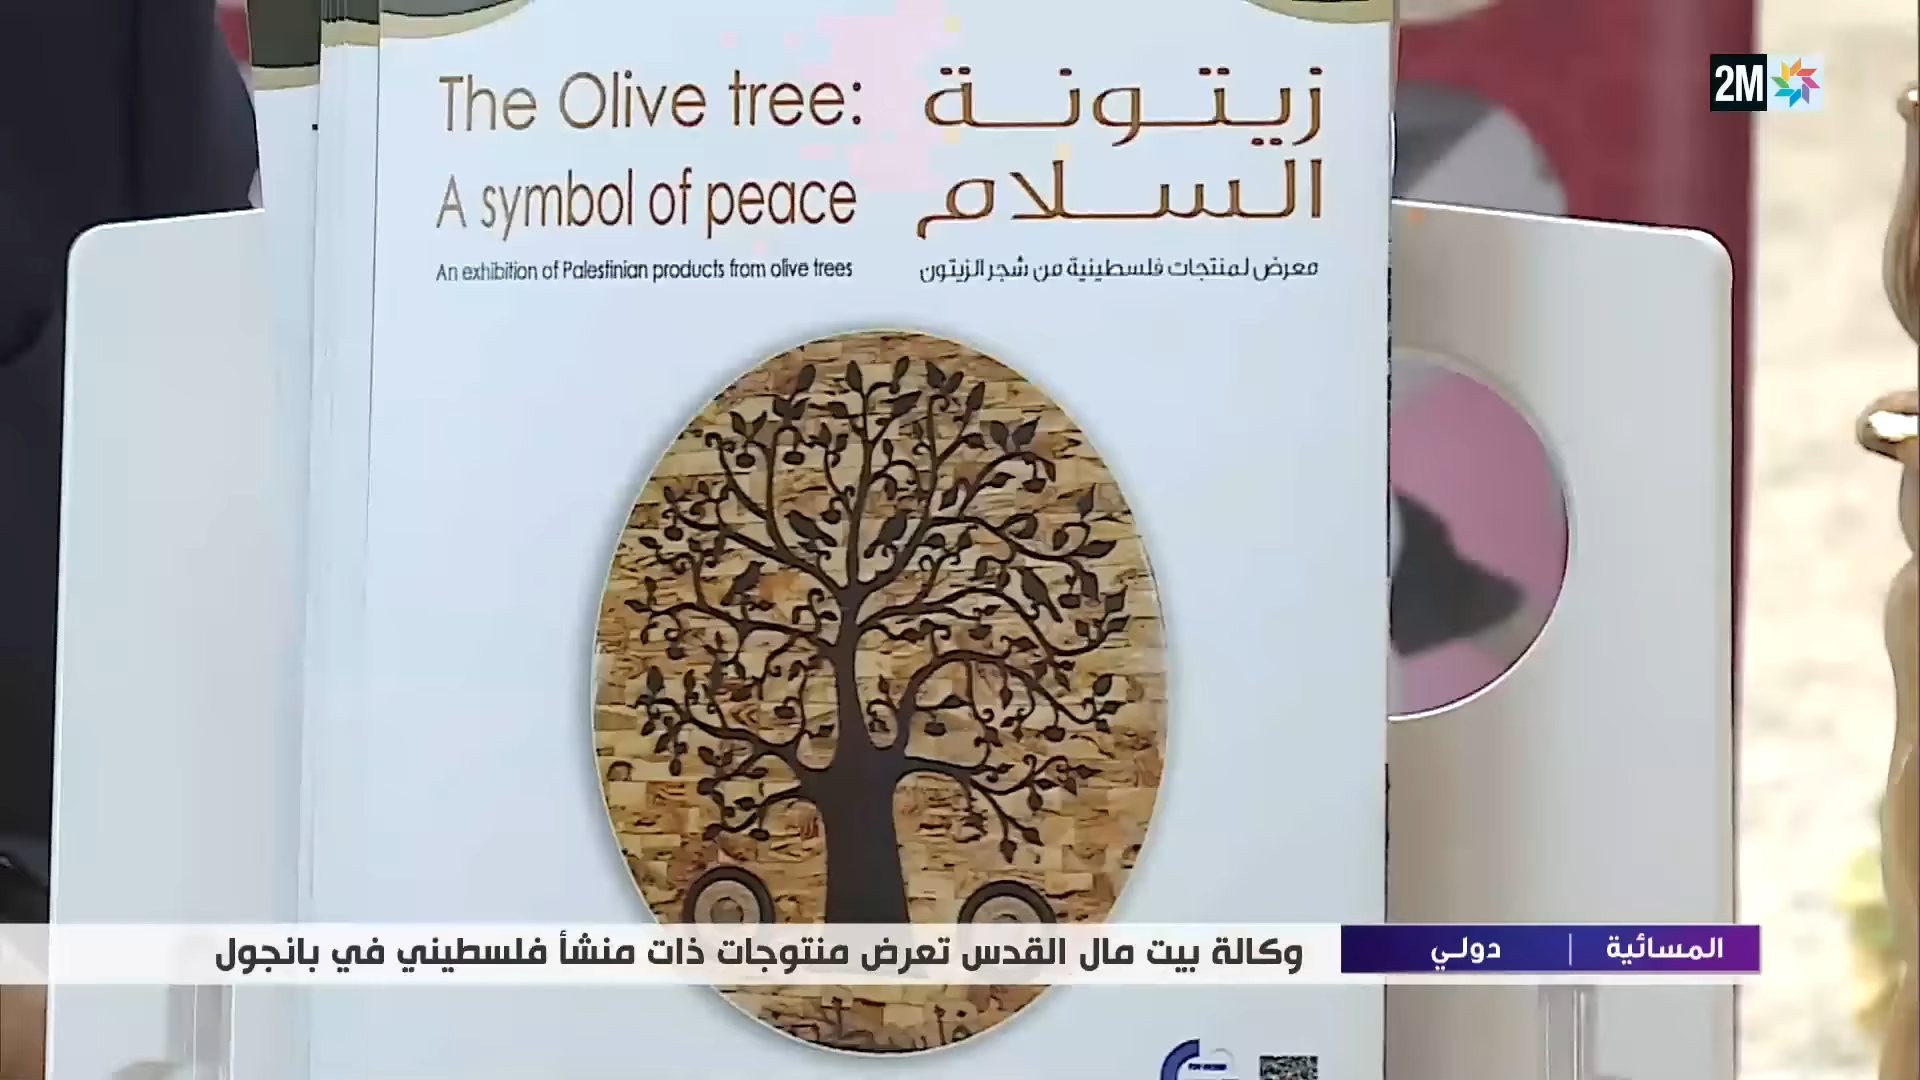 2M
The Olive tree:
A symbol of peace
An exhibition of Palestinian products from olive trees
زيتونة
السلام
معرض لمنتجات فلسطينية من شجر الزيتون
المسائية | دولي
وكالة بيت مال القدس تعرض منتوجات ذات منشأ فلسطيني في بانجول